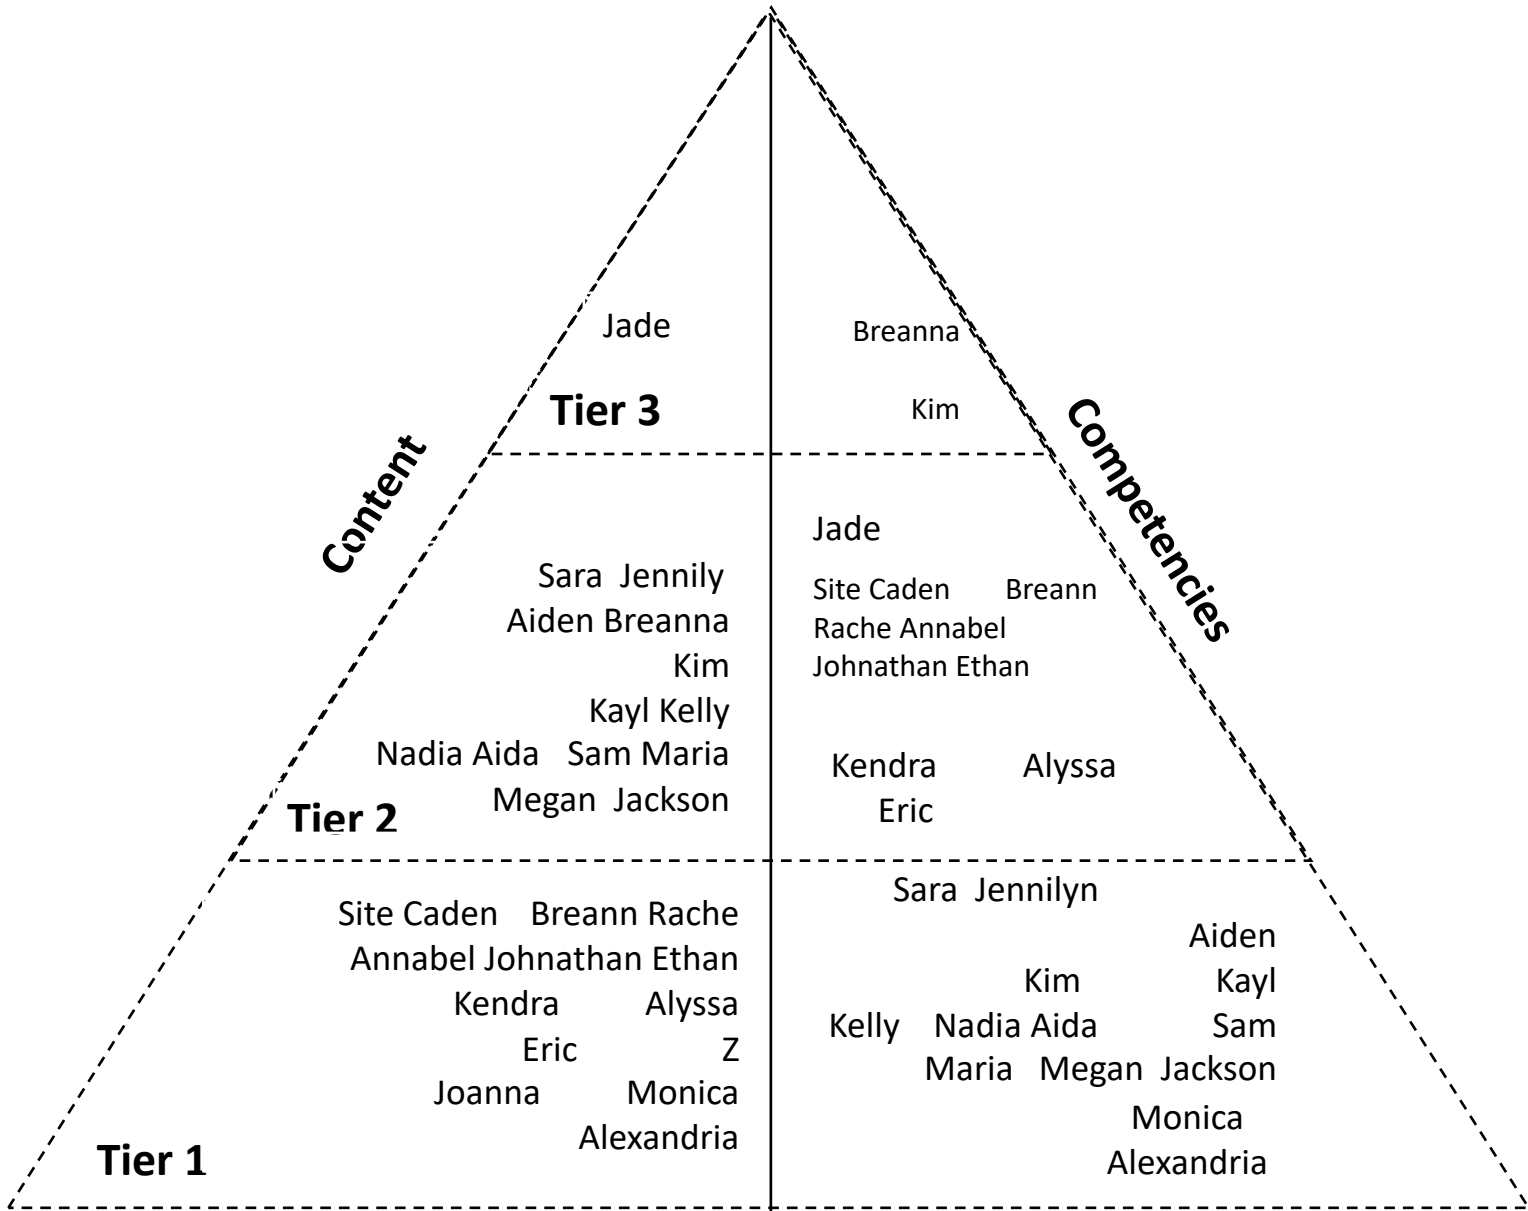 Jade
Tier 3
Breanna
Kim
Content
Competencies
Sara Jennily
Aiden Breanna
Kim
Kayl Kelly
Nadia Aida Sam Maria
Megan Jackson
Tier 2
Jade
Site Caden Breann
Rache Annabel
Johnathan Ethan
Kendra Alyssa
Eric
Site Caden Breann Rache
Annabel Johnathan Ethan
Kendra Alyssa
Eric Z
Joanna Monica
Alexandria
Tier 1
Sara Jennilyn
Aiden
Kim Kayl
Kelly Nadia Aida Sam
Maria Megan Jackson
Monica
Alexandria